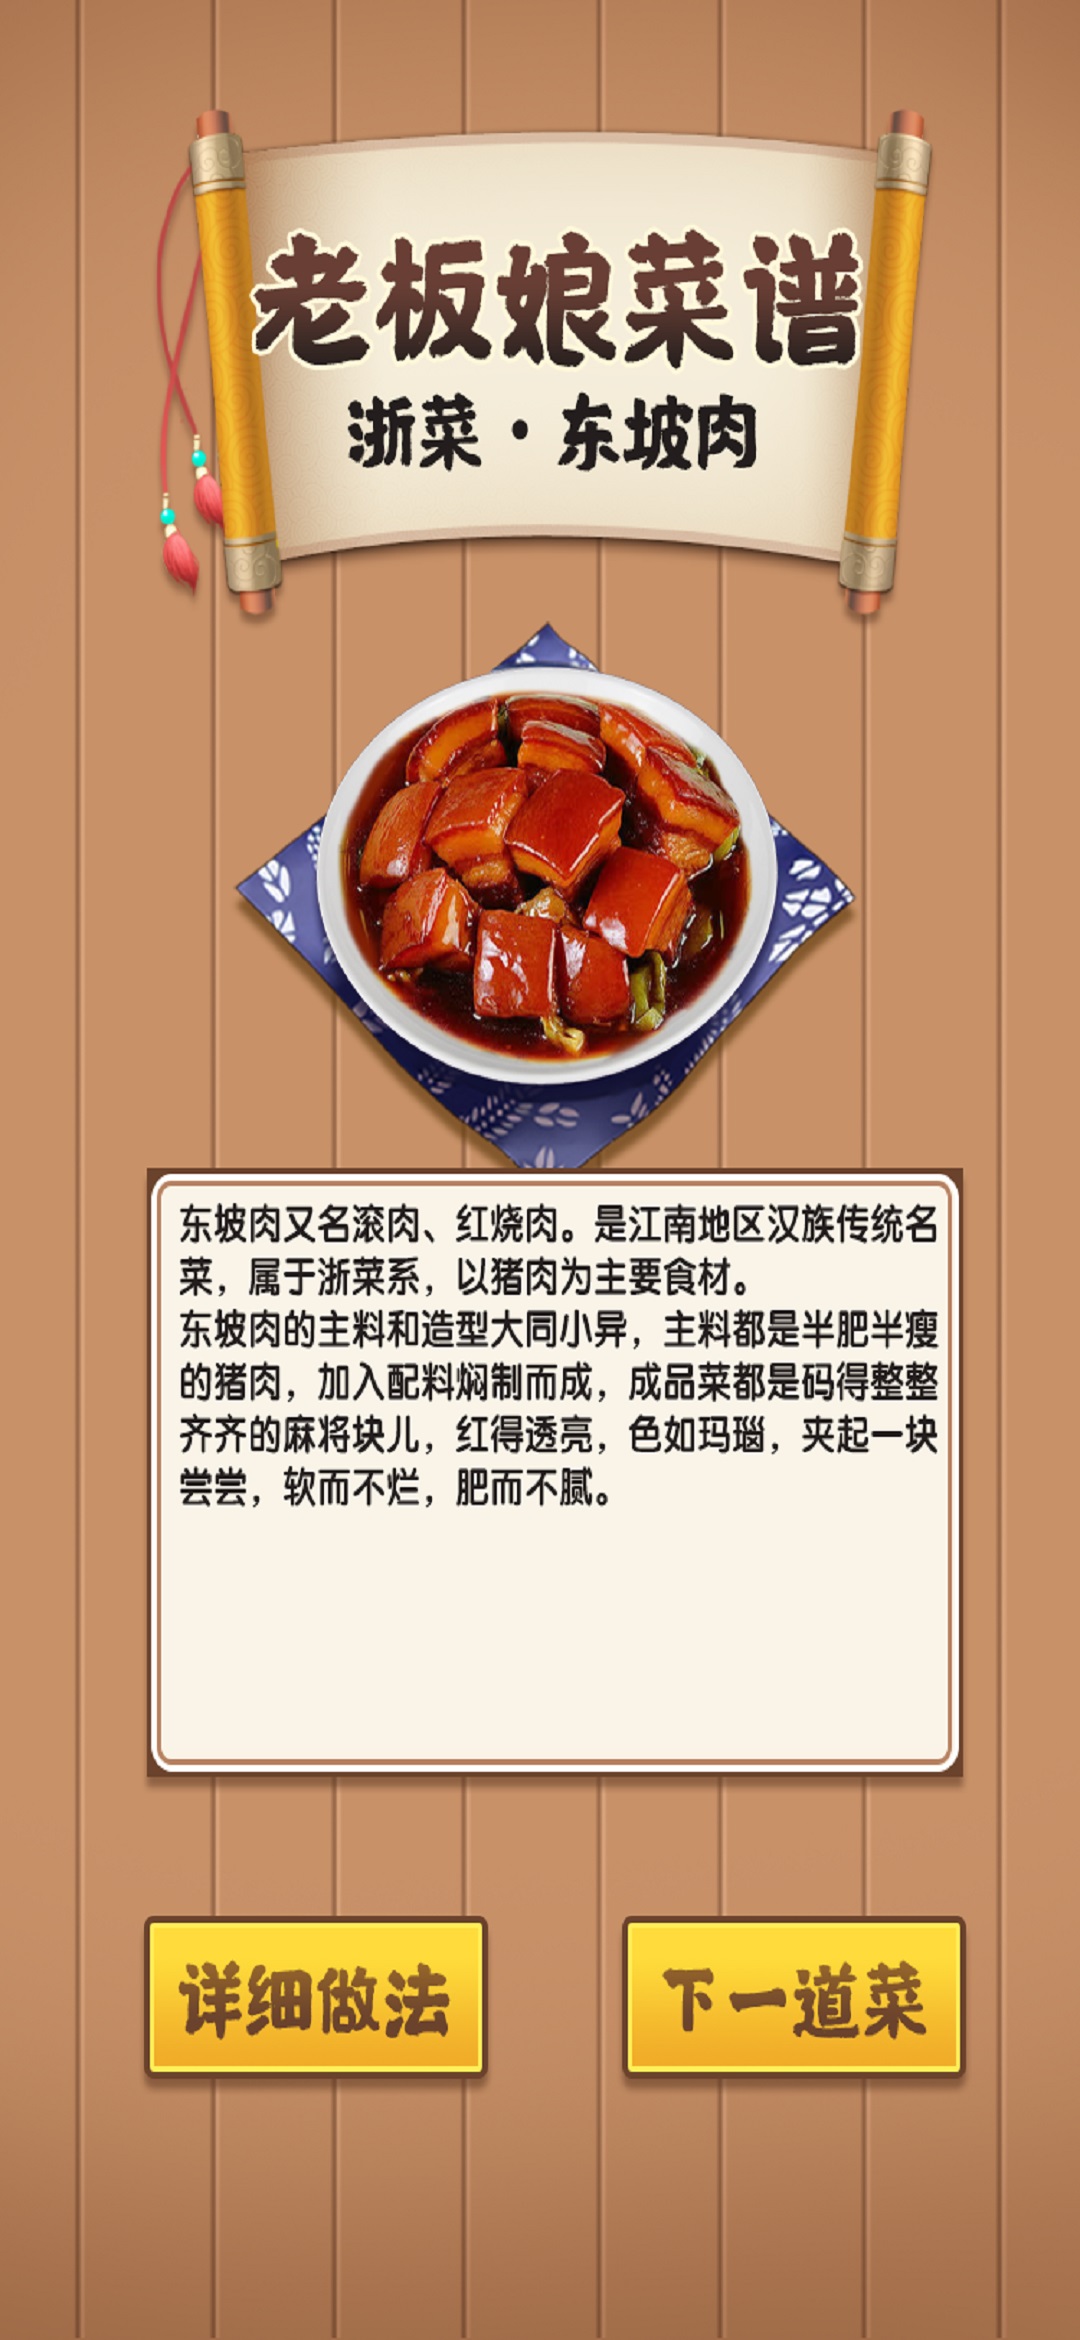 老板娘菜谱
浙菜·东坡肉
东坡肉又名滚肉、红烧肉。是江南地区汉族传统名
菜，属于浙菜系，以猪肉为主要食材。
东坡肉的主料和造型大同小异，主料都是半肥半瘦
的猪肉，加入配料焖制而成，成品菜都是码得整整
齐齐的麻将块儿，红得透亮，色如玛瑙，夹起一块
尝尝，软而不烂，肥而不腻。
详细做法
下一道菜